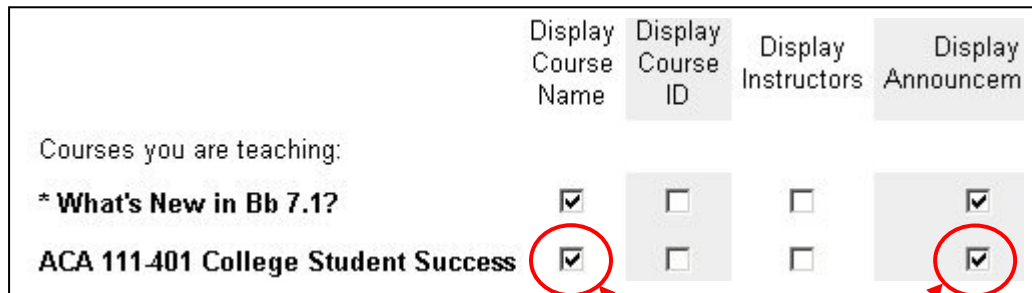 Display Course Name
Display Course ID
Display Instructors
Display Announcem
Courses you are teaching:
* What's New in Bb 7.1?
ACA 111-401 College Student Success